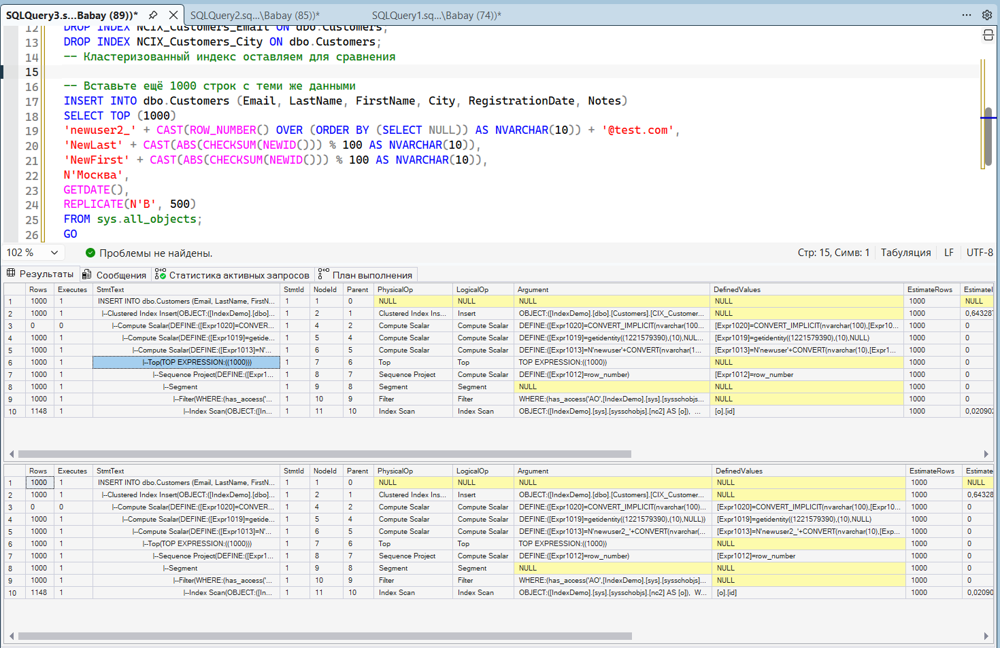 SQLQuery3.s...Babay (89))*
SQLQuery2.sq...\Babay (85))*
SQLQuery1.sq...\Babay (74))*
12 DROP INDEX NCIX_Customers_Email ON dbo.Customers;
13 DROP INDEX NCIX_Customers_City ON dbo.Customers;
14 -- Кластеризованный индекс оставляем для сравнения
15
16 -- Вставьте ещё 1000 строк с теми же данными
17 INSERT INTO dbo.Customers (Email, LastName, FirstName, City, RegistrationDate, Notes)
18 SELECT TOP (1000)
19 'newuser2_' + CAST(ROW_NUMBER() OVER (ORDER BY (SELECT NULL)) AS NVARCHAR(10)) + '@test.com',
20 'NewLast' + CAST(ABS(CHECKSUM(NEWID())) % 100 AS NVARCHAR(10)),
21 'NewFirst' + CAST(ABS(CHECKSUM(NEWID())) % 100 AS NVARCHAR(10)),
22 N'Москва',
23 GETDATE(),
24 REPLICATE(N'B', 500)
25 FROM sys.all_objects;
26 GO
102 % Проблемы не найдены. Стр: 15, Симв: 1 Табуляция LF UTF-8
Результаты Сообщения Статистика активных запросов План выполнения
Rows Executes StmtText StmtId NodeId Parent PhysicalOp LogicalOp Argument DefinedValues EstimateRows EstimateI
1 1000 1 INSERT INTO dbo.Customers (Email, LastName, FirstN... 1 1 0 NULL NULL NULL NULL 1000 NULL
2 1000 1 |--Clustered Index Insert(OBJECT:([IndexDemo].[dbo]... 1 2 1 Clustered Index Ins... Insert OBJECT:([IndexDemo].[dbo].[Customers].[CIX_Customer... NULL 1000 0,64328
3 0 0 |--Compute Scalar(DEFINE:([Expr1020]=CONVER... 1 4 2 Compute Scalar Compute Scalar DEFINE:([Expr1020]=CONVERT_IMPLICIT(nvarchar(100... [Expr1020]=CONVERT_IMPLICIT(nvarchar(100),[Expr10... 1000 0
4 1000 1 |--Compute Scalar(DEFINE:([Expr1019]=getide... 1 5 4 Compute Scalar Compute Scalar DEFINE:([Expr1019]=getidentity((1221579390),(10),NUL... [Expr1019]=getidentity((1221579390),(10),NULL) 1000 0
5 1000 1 |--Compute Scalar(DEFINE:([Expr1013]=N'... 1 6 5 Compute Scalar Compute Scalar DEFINE:([Expr1013]=N'newuser'+CONVERT(nvarchar(1... [Expr1013]=N'newuser'+CONVERT(nvarchar(10),[Expr1... 1000 0
6 1000 1 |--Top(TOP EXPRESSION:((1000))) 1 7 6 Top Top TOP EXPRESSION:((1000)) NULL 1000 0
7 1000 1 |--Sequence Project(DEFINE:([Expr1... 1 8 7 Sequence Project Compute Scalar DEFINE:([Expr1012]=row_number) [Expr1012]=row_number 1000 0
8 1000 1 |--Segment 1 9 8 Segment Segment NULL NULL 1000 0
9 1000 1 |--Filter(WHERE:(has_access('... 1 10 9 Filter Filter WHERE:(has_access('AO',[IndexDemo].[sys].[sysschobjs... NULL 1000 0
10 1148 1 |--Index Scan(OBJECT:([In... 1 11 10 Index Scan Index Scan OBJECT:([IndexDemo].[sys].[sysschobjs].[nc2] AS [o]), ... [o].[id] 1000 0,02090
Rows Executes StmtText StmtId NodeId Parent PhysicalOp LogicalOp Argument DefinedValues EstimateRows Estimate
1 1000 1 INSERT INTO dbo.Customers (Email, LastName, FirstN... 1 1 0 NULL NULL NULL NULL 1000 NULL
2 1000 1 |--Clustered Index Insert(OBJECT:([IndexDemo].[dbo]... 1 2 1 Clustered Index Ins... Insert OBJECT:([IndexDemo].[dbo].[Customers].[CIX_Customer... NULL 1000 0,64328
3 0 0 |--Compute Scalar(DEFINE:([Expr1020]=CONVER... 1 4 2 Compute Scalar Compute Scalar DEFINE:([Expr1020]=CONVERT_IMPLICIT(nvarchar(100)... [Expr1020]=CONVERT_IMPLICIT(nvarchar(100),[Expr10... 1000 0
4 1000 1 |--Compute Scalar(DEFINE:([Expr1019]=getide... 1 5 4 Compute Scalar Compute Scalar DEFINE:([Expr1019]=getidentity((1221579390),(10),NULL)) [Expr1019]=getidentity((1221579390),(10),NULL) 1000 0
5 1000 1 |--Compute Scalar(DEFINE:([Expr1013]=N'... 1 6 5 Compute Scalar Compute Scalar DEFINE:([Expr1013]=N'newuser2_'+CONVERT(nvarchar(... [Expr1013]=N'newuser2_'+CONVERT(nvarchar(10),[Exp... 1000 0
6 1000 1 |--Top(TOP EXPRESSION:((1000))) 1 7 6 Top Top TOP EXPRESSION:((1000)) NULL 1000 0
7 1000 1 |--Sequence Project(DEFINE:([Expr1... 1 8 7 Sequence Project Compute Scalar DEFINE:([Expr1012]=row_number) [Expr1012]=row_number 1000 0
8 1000 1 |--Segment 1 9 8 Segment Segment NULL NULL 1000 0
9 1000 1 |--Filter(WHERE:(has_access('... 1 10 9 Filter Filter WHERE:(has_access('AO',[IndexDemo].[sys].[sysschobj]... NULL 1000 0
10 1148 1 |--Index Scan(OBJECT:([In... 1 11 10 Index Scan Index Scan OBJECT:([IndexDemo].[sys].[sysschobjs].[nc2] AS [o]), W... [o].[id] 1000 0,0209